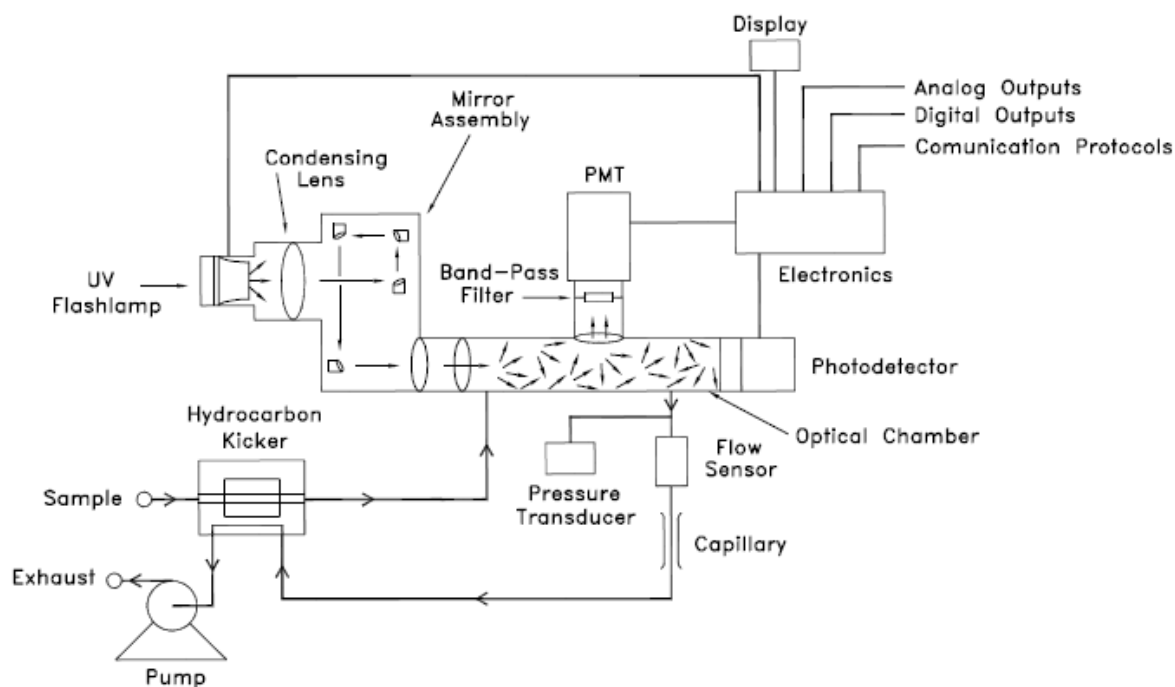 Display
Analog Outputs
Digital Outputs
Comunication Protocols
Mirror
Assembly
Condensing
Lens
PMT
UV
Flashlamp
Band-Pass
Filter
Electronics
Photodetector
Hydrocarbon
Kicker
Optical Chamber
Flow
Sensor
Sample
Pressure
Transducer
Capillary
Exhaust
Pump